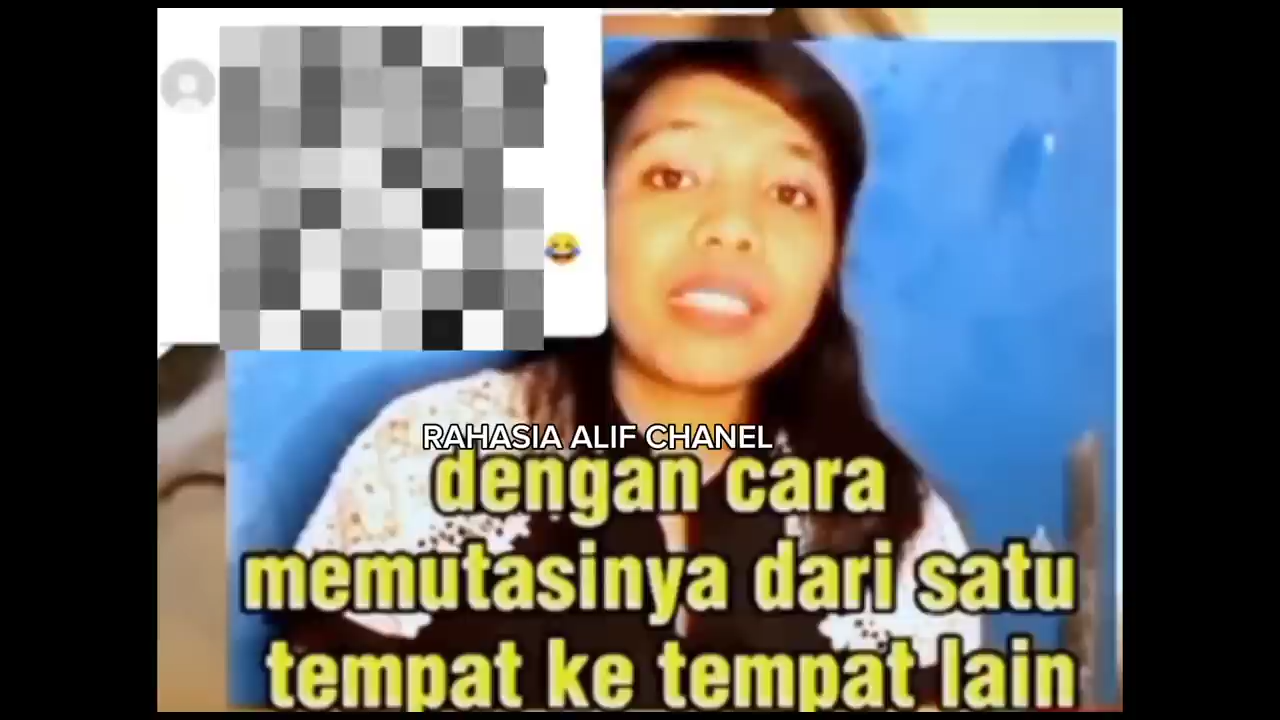 RAHASIA ALIF CHANEL
dengan cara
memutasinya dari satu
tempat ke tempat lain